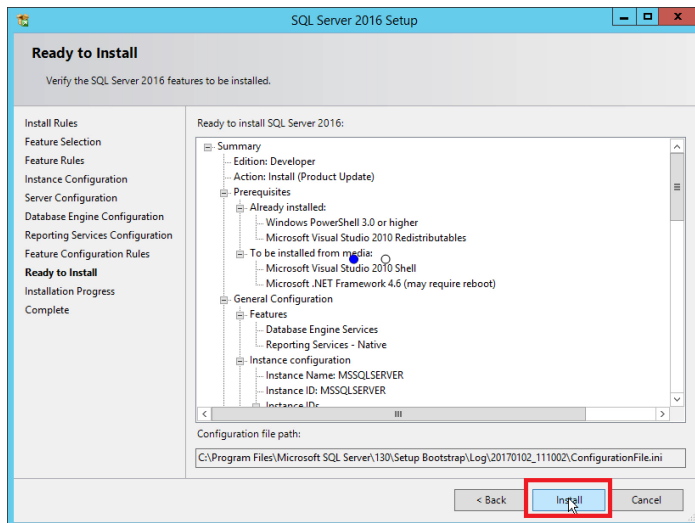 SQL Server 2016 Setup
Ready to Install
Verify the SQL Server 2016 features to be installed.
Install Rules
Feature Selection
Feature Rules
Instance Configuration
Server Configuration
Database Engine Configuration
Reporting Services Configuration
Feature Configuration Rules
Ready to Install
Installation Progress
Complete
Ready to install SQL Server 2016:
Summary
Edition: Developer
Action: Install (Product Update)
Prerequisites
Already installed:
Windows PowerShell 3.0 or higher
Microsoft Visual Studio 2010 Redistributables
To be installed from media:
Microsoft Visual Studio 2010 Shell
Microsoft .NET Framework 4.6 (may require reboot)
General Configuration
Features
Database Engine Services
Reporting Services - Native
Instance configuration
Instance Name: MSSQLSERVER
Instance ID: MSSQLSERVER
Instance IDs
Configuration file path:
C:\Program Files\Microsoft SQL Server\130\Setup Bootstrap\Log\20170102_111002\ConfigurationFile.ini
< Back
Install
Cancel